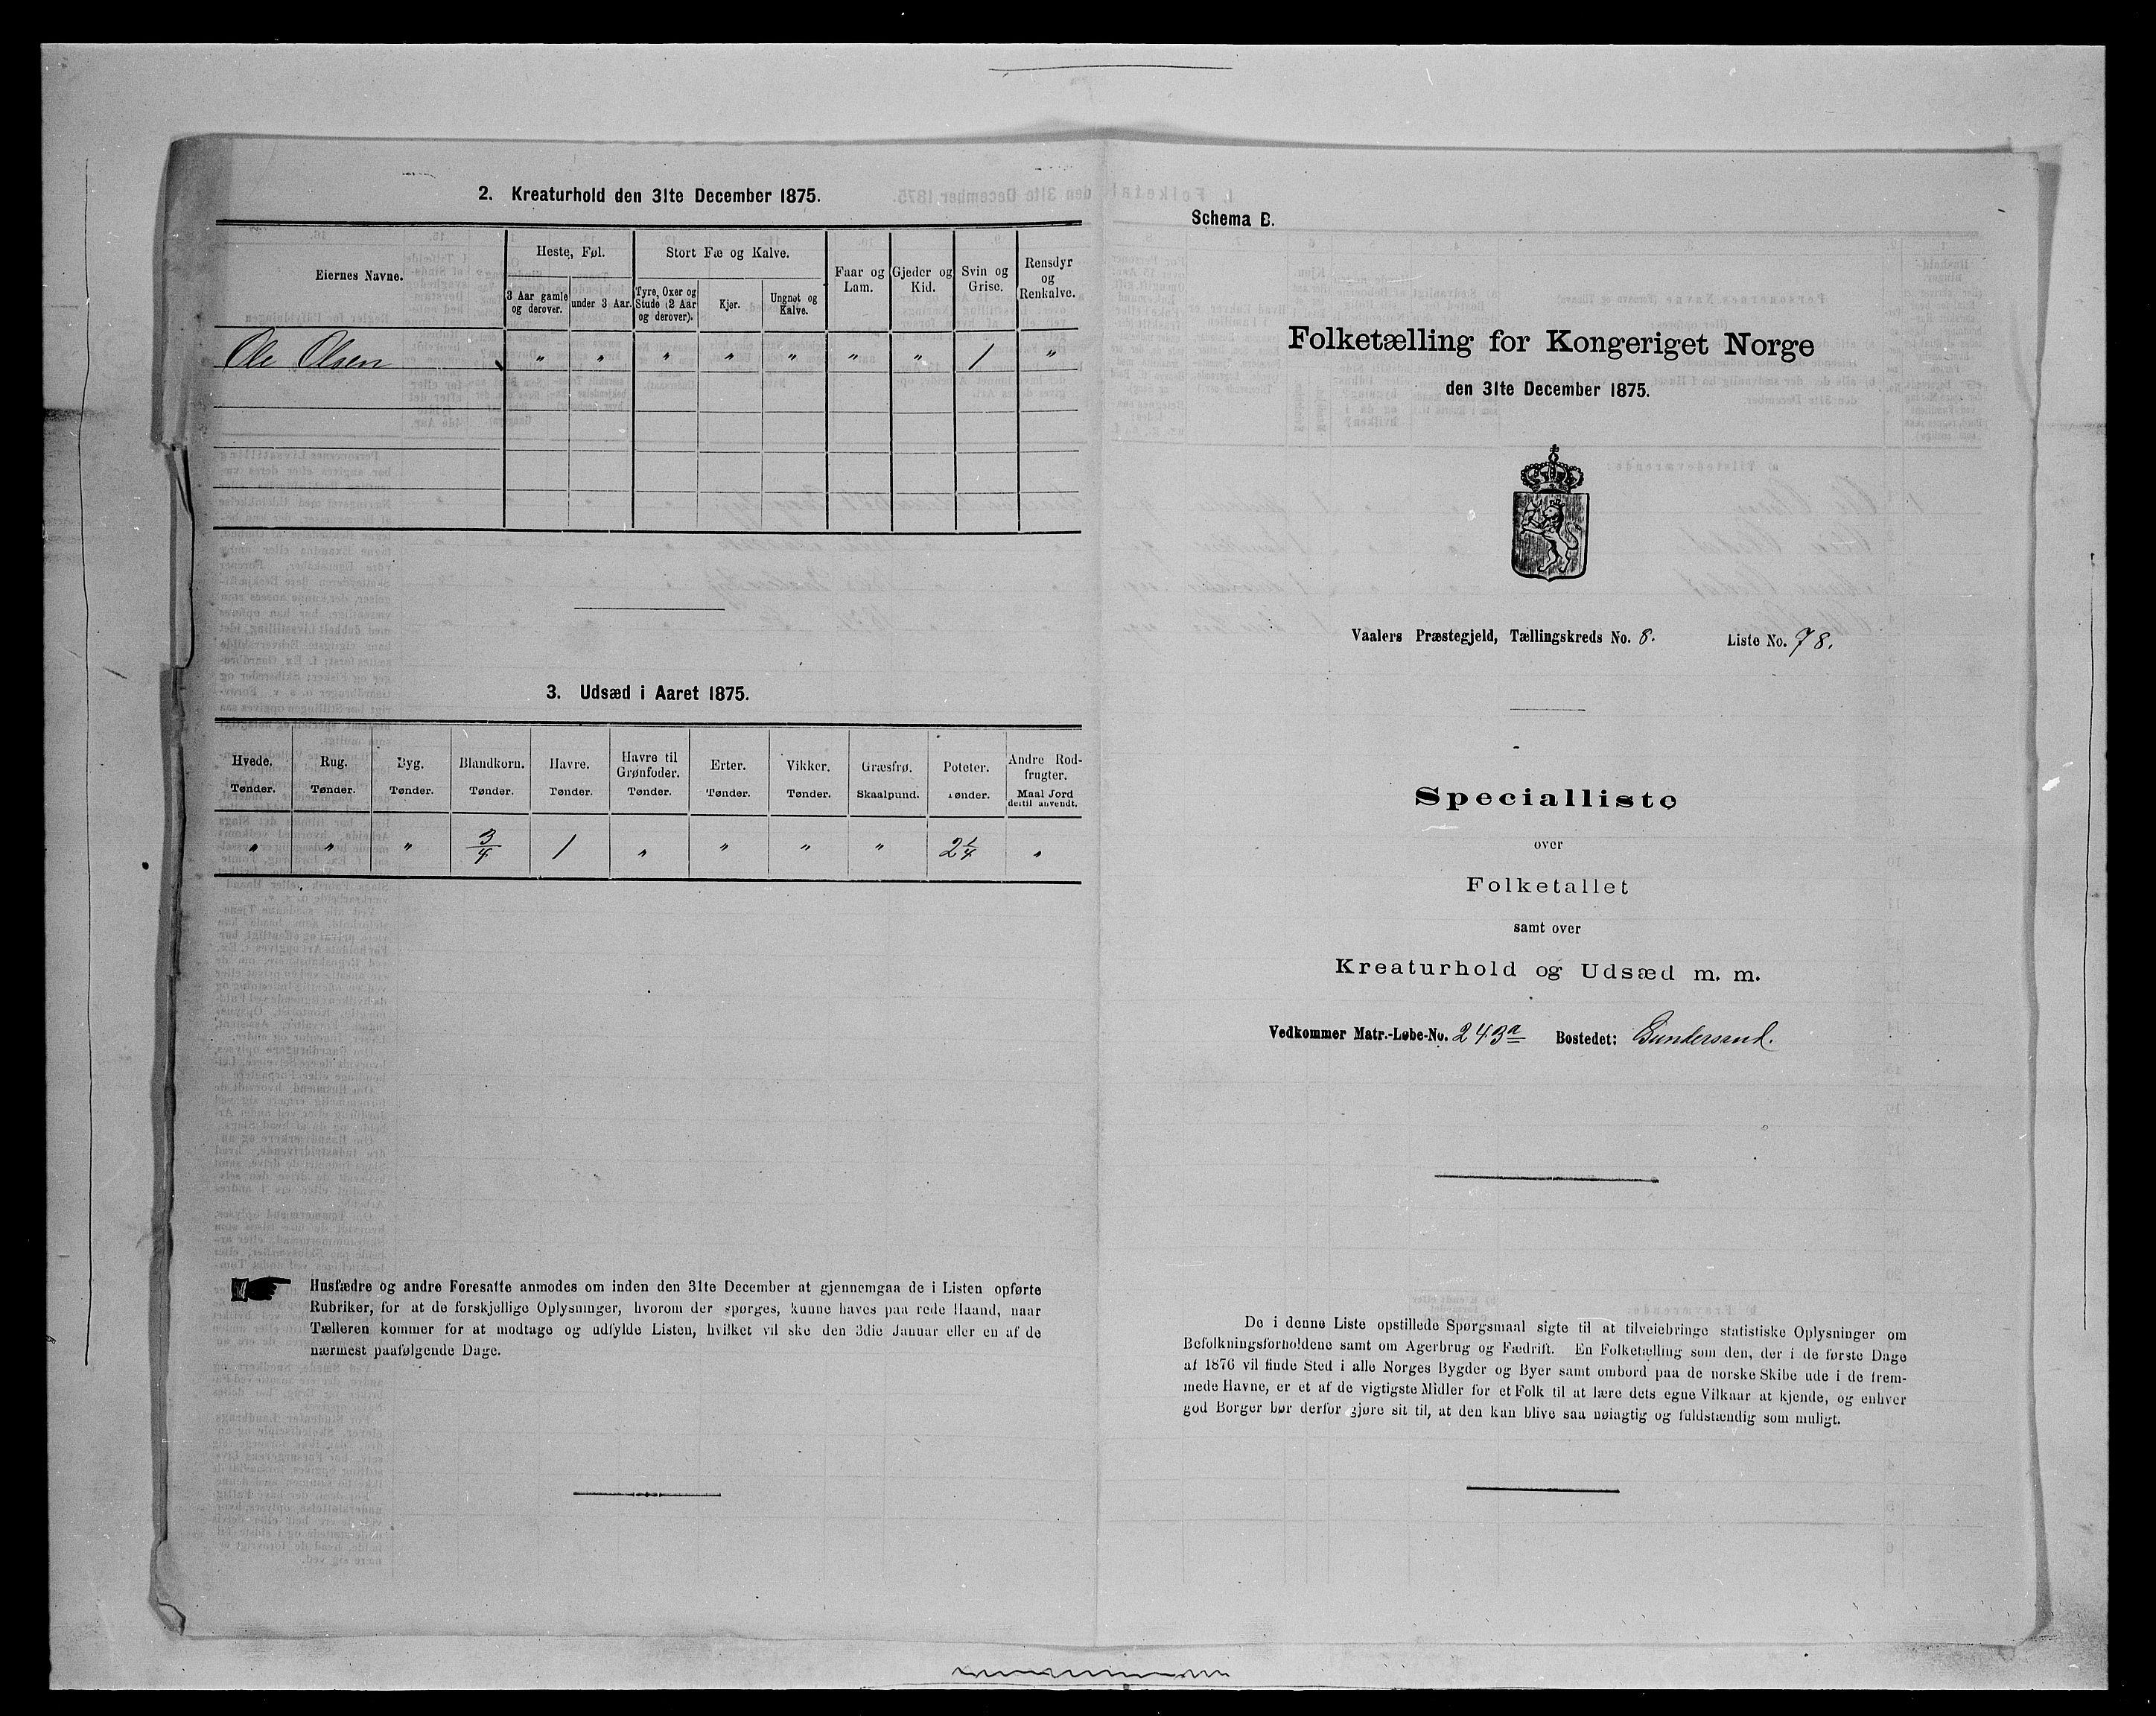 2. Kreaturhold den 31te December 1875.
Eiernes Navne.
Heste, Føl.
Stort Fæ og Kalve.
Faar og Lam.
Gjeder og Kid.
Svin og Grise.
Rensdyr og Renkalve.
3 Aar gamle og derover.
under 3 Aar.
Tyre, Oxer og Stude (2 Aar og derover).
Kjør.
Ungnøt og Kalve.
Ole Olsen " " " " " " " 1 "
3. Udsæd i Aaret 1875.
Hvede. Rug. Byg. Blandkorn. Havre. Havre til Grønfoder. Erter. Vikker. Græsfrø. Poteter. Andre Rodfrugter.
Tønder. Tønder. Tønder. Tønder. Tønder. Tønder. Tønder. Tønder. Skaalpund. Tønder. Maal Jord dertil anvendt.
" " " 3/4 1 " " " " 2 1/4 "
Husfædre og andre Foresatte anmodes om inden den 31te December at gjennemgaa de i Listen opførte
Rubriker, for at de forskjellige Oplysninger, hvorom der spørges, kunne haves paa rede Haand, naar
Tælleren kommer for at modtage og udfylde Listen, hvilket vil ske den 3die Januar eller en af de
nærmest paafølgende Dage.
Schema B.
Folketælling for Kongeriget Norge
den 31te December 1875.
Vaalers Præstegjeld, Tællingskreds No. 8. Liste No. 78.
Specialliste
over
Folketallet
samt over
Kreaturhold og Udsæd m. m.
Vedkommer Matr.-Løbe-No. 243a Bostedet: Gundersrud.
De i denne Liste opstillede Spørgsmaal sigte til at tilveiebringe statistiske Oplysninger om
Befolkningsforholdene samt om Agerbrug og Fædrift. En Folketælling som den, der i de første Dage
af 1876 vil finde Sted i alle Norges Bygder og Byer samt ombord paa de norske Skibe ude i de frem-
mede Havne, er et af de vigtigste Midler for et Folk til at lære dets egne Vilkaar at kjende, og enhver
god Borger bør derfor gjøre sit til, at den kan blive saa nøiagtig og fuldstændig som muligt.